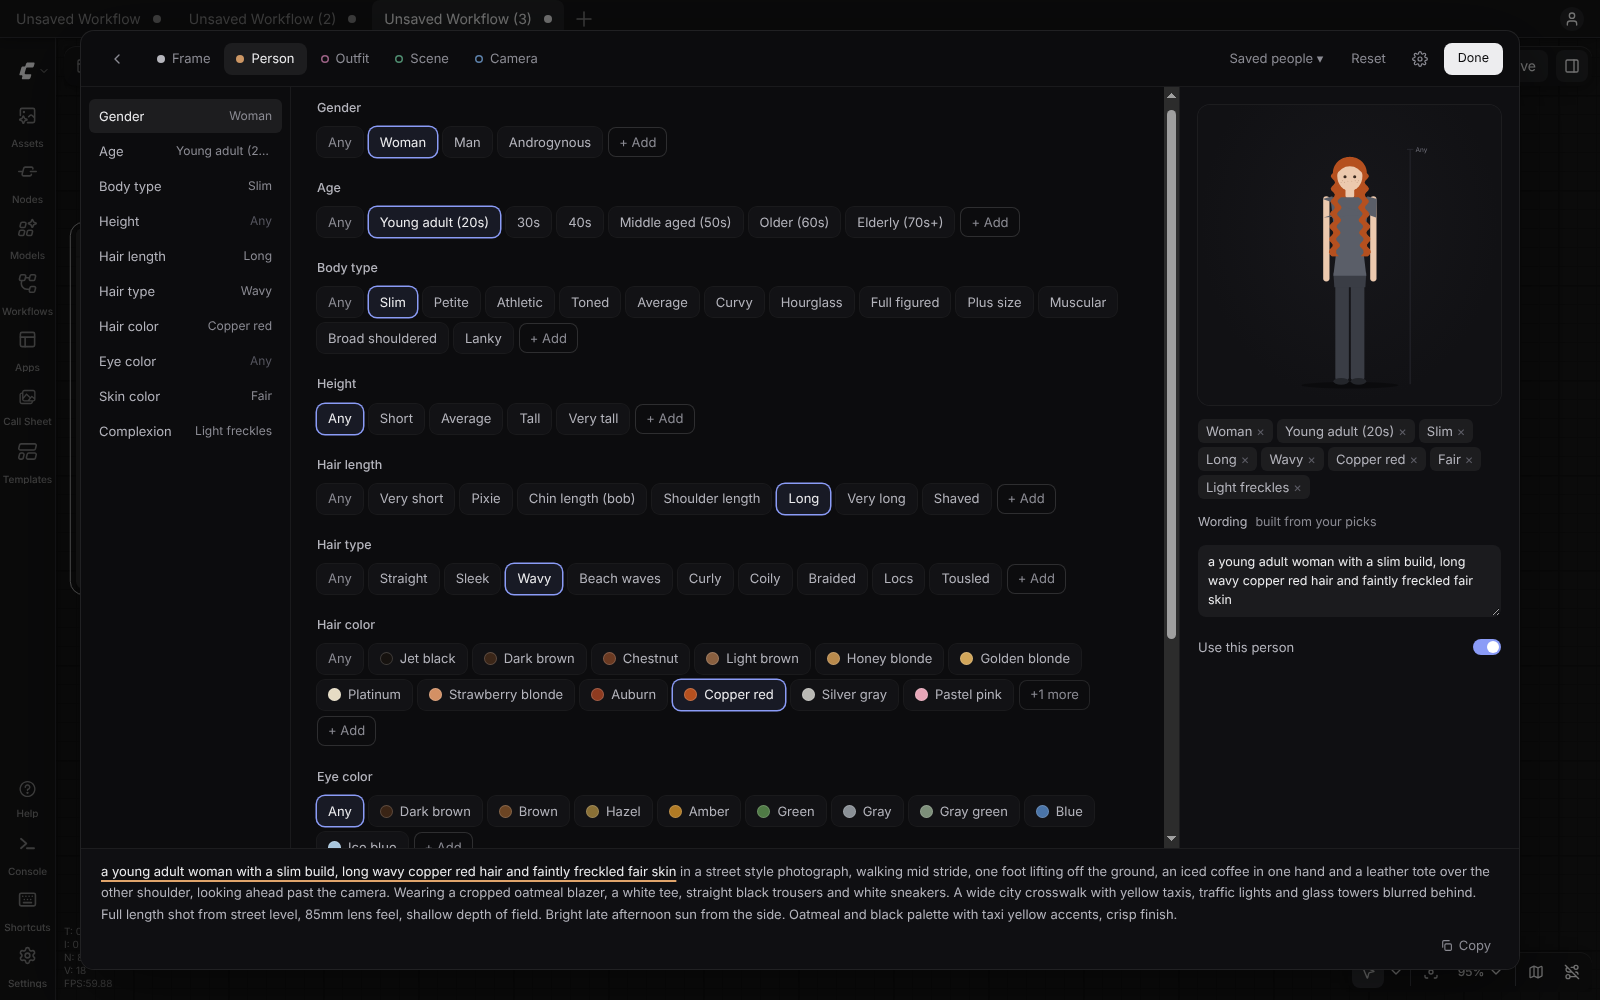 Unsaved Workflow
Unsaved Workflow (2)
Unsaved Workflow (3)
Frame
Person
Outfit
Scene
Camera
Saved people ▾
Reset
Done
ve
Assets
Nodes
Models
Workflows
Apps
Call Sheet
Templates
Help
Console
Shortcuts
Settings
Gender Woman
Age Young adult (2...
Body type Slim
Height Any
Hair length Long
Hair type Wavy
Hair color Copper red
Eye color Any
Skin color Fair
Complexion Light freckles
Gender
Any Woman Man Androgynous + Add
Age
Any Young adult (20s) 30s 40s Middle aged (50s) Older (60s) Elderly (70s+) + Add
Body type
Any Slim Petite Athletic Toned Average Curvy Hourglass Full figured Plus size Muscular
Broad shouldered Lanky + Add
Height
Any Short Average Tall Very tall + Add
Hair length
Any Very short Pixie Chin length (bob) Shoulder length Long Very long Shaved + Add
Hair type
Any Straight Sleek Wavy Beach waves Curly Coily Braided Locs Tousled + Add
Hair color
Any Jet black Dark brown Chestnut Light brown Honey blonde Golden blonde
Platinum Strawberry blonde Auburn Copper red Silver gray Pastel pink +1 more
+ Add
Eye color
Any Dark brown Brown Hazel Amber Green Gray Gray green Blue
Ice blue + Add
Any
Woman × Young adult (20s) × Slim ×
Long × Wavy × Copper red × Fair ×
Light freckles ×
Wording built from your picks
a young adult woman with a slim build, long
wavy copper red hair and faintly freckled fair
skin
Use this person
a young adult woman with a slim build, long wavy copper red hair and faintly freckled fair skin in a street style photograph, walking mid stride, one foot lifting off the ground, an iced coffee in one hand and a leather tote over the
other shoulder, looking ahead past the camera. Wearing a cropped oatmeal blazer, a white tee, straight black trousers and white sneakers. A wide city crosswalk with yellow taxis, traffic lights and glass towers blurred behind.
Full length shot from street level, 85mm lens feel, shallow depth of field. Bright late afternoon sun from the side. Oatmeal and black palette with taxi yellow accents, crisp finish.
Copy
T:
I: 0
N:
V: 18
FPS:59.88
95%